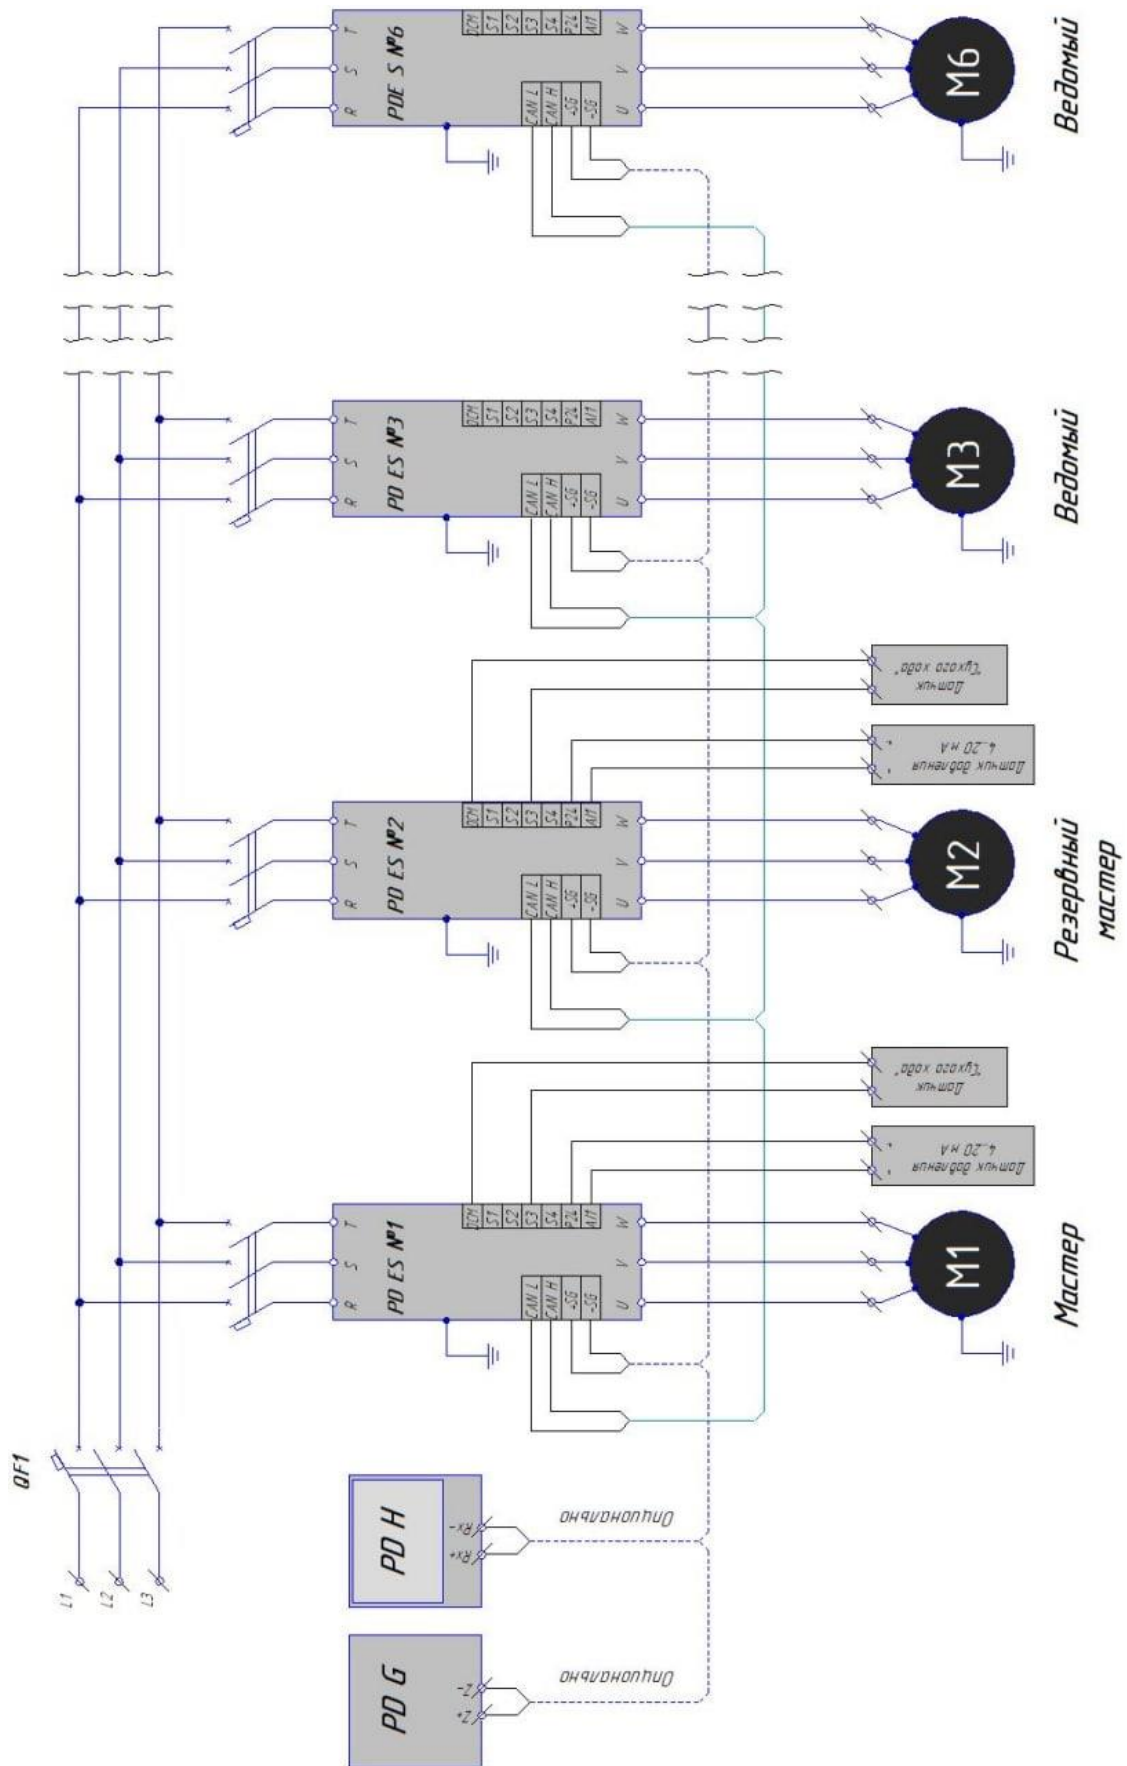 QF1
L1
L2
L3
PD G
Z+
Z-
Опционально
PD H
Rx+
Rx-
Опционально
PD ES №1
R
S
T
DCM
S1
S2
S3
S4
P24
AI1
CAN L
CAN H
+SG
-SG
U
V
W
M1
Мастер
Датчик давления
4...20 мА
Датчик
"Сухого хода"
PD ES №2
R
S
T
DCM
S1
S2
S3
S4
P24
AI1
CAN L
CAN H
+SG
-SG
U
V
W
M2
Резервный
мастер
Датчик давления
4...20 мА
Датчик
"Сухого хода"
PD ES №3
R
S
T
DCM
S1
S2
S3
S4
P24
AI1
CAN L
CAN H
+SG
-SG
U
V
W
M3
Ведомый
PDE S №6
R
S
T
DCM
S1
S2
S3
S4
P24
AI1
CAN L
CAN H
+SG
-SG
U
V
W
M6
Ведомый